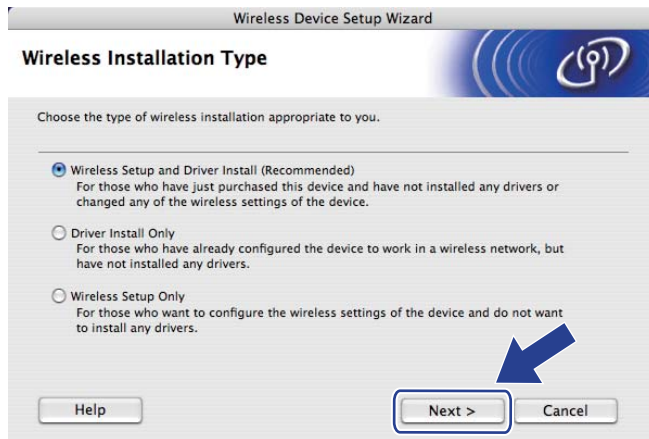 Wireless Device Setup Wizard
Wireless Installation Type
Choose the type of wireless installation appropriate to you.
Wireless Setup and Driver Install (Recommended)
For those who have just purchased this device and have not installed any drivers or
changed any of the wireless settings of the device.
Driver Install Only
For those who have already configured the device to work in a wireless network, but
have not installed any drivers.
Wireless Setup Only
For those who want to configure the wireless settings of the device and do not want
to install any drivers.
Help Next > Cancel